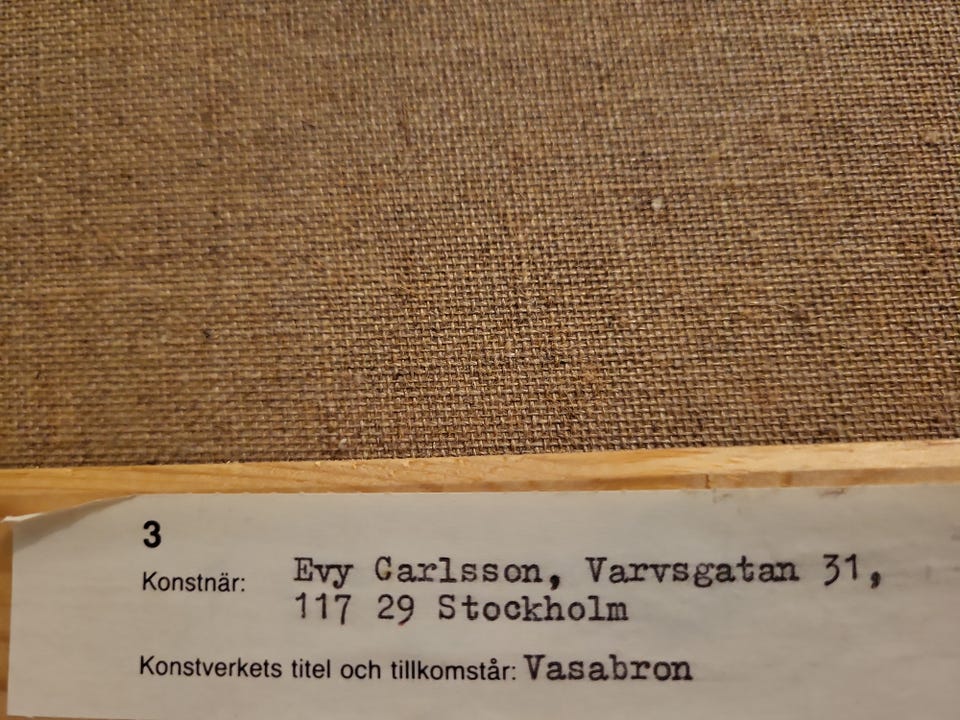 3
Konstnär: Evy Carlsson, Varvsgatan 31,
117 29 Stockholm
Konstverkets titel och tillkomstår: Vasabron